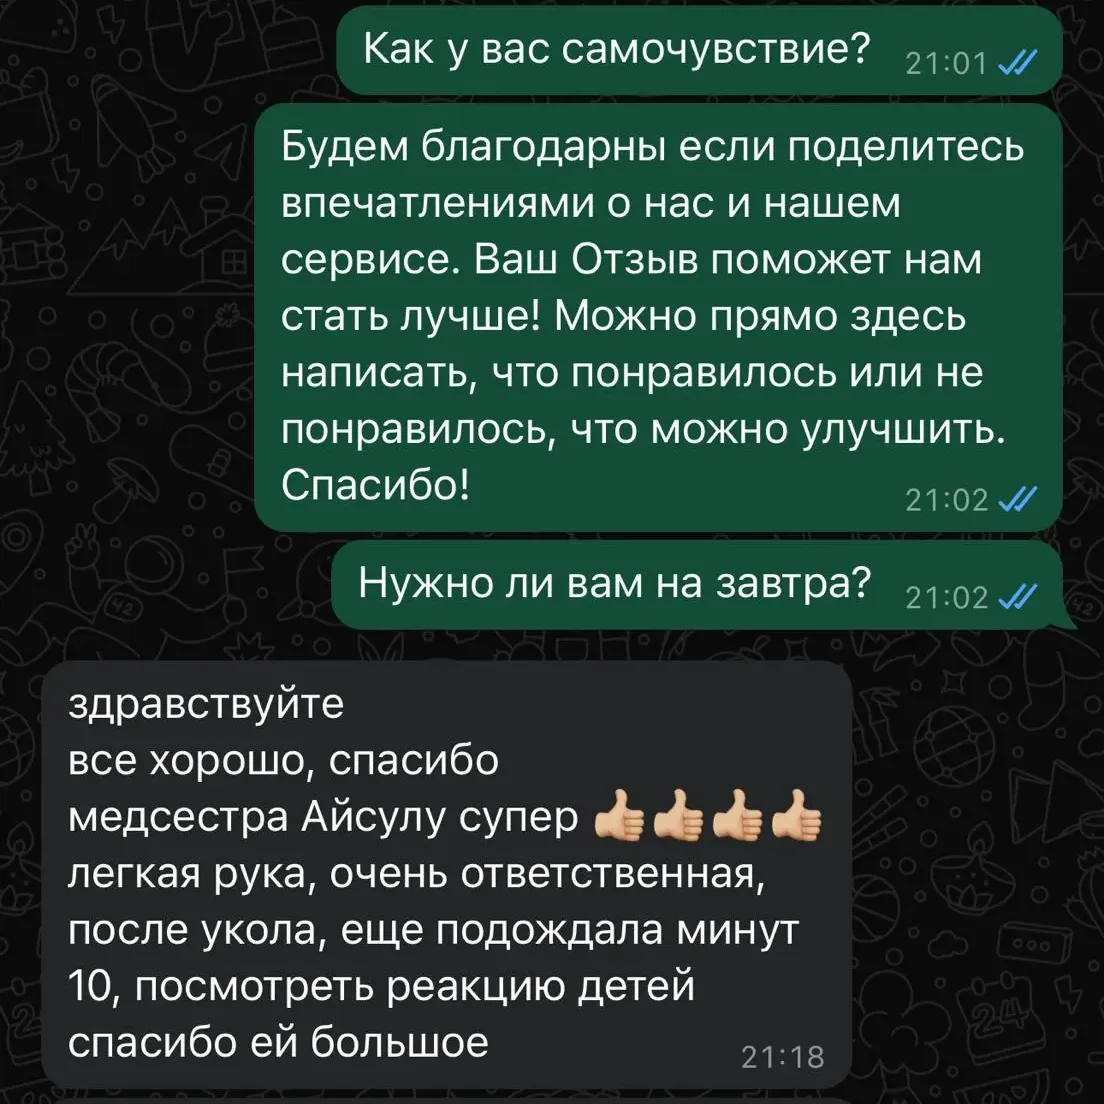 Как у вас самочувствие? 21:01
Будем благодарны если поделитесь
впечатлениями о нас и нашем
сервисе. Ваш Отзыв поможет нам
стать лучше! Можно прямо здесь
написать, что понравилось или не
понравилось, что можно улучшить.
Спасибо! 21:02
Нужно ли вам на завтра? 21:02
здравствуйте
все хорошо, спасибо
медсестра Айсулу супер 👍🏼👍🏼👍🏼👍🏼
легкая рука, очень ответственная,
после укола, еще подождала минут
10, посмотреть реакцию детей
спасибо ей большое 21:18